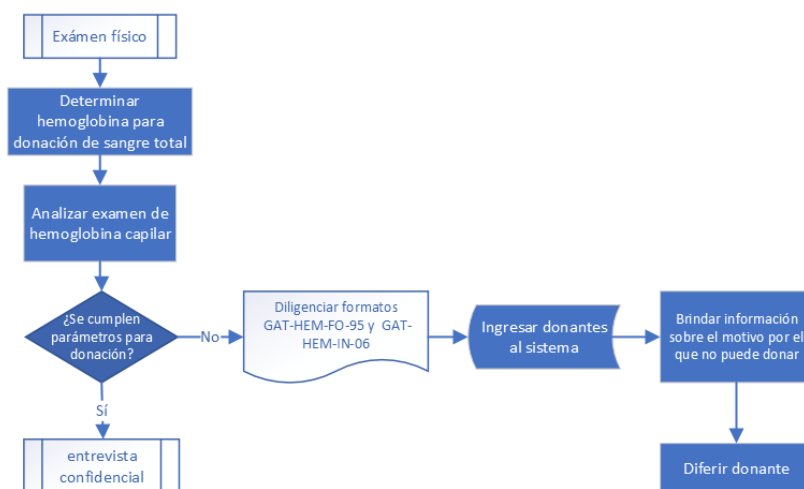 Exámen físico
Determinar
hemoglobina para
donación de sangre total
Analizar examen de
hemoglobina capilar
¿Se cumplen
parámetros para
donación?
No
Diligenciar formatos
GAT-HEM-FO-95 y GAT-
HEM-IN-06
Ingresar donantes
al sistema
Brindar información
sobre el motivo por el
que no puede donar
Sí
entrevista
confidencial
Diferir donante